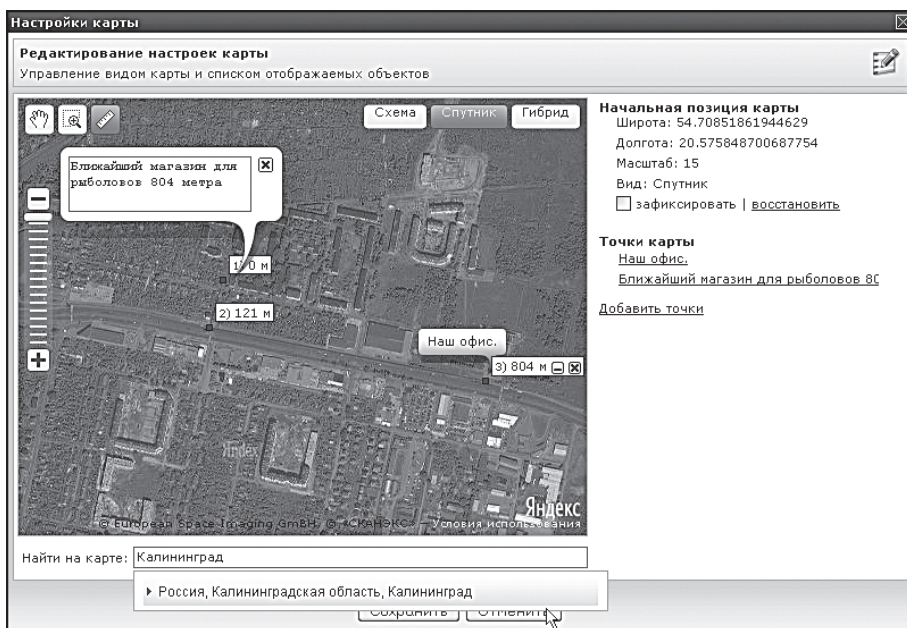 Настройки карты
Редактирование настроек карты
Управление видом карты и списком отображаемых объектов
Схема
Спутник
Гибрид
Ближайший магазин для
рыболовов 804 метра
0 м
2) 121 м
Наш офис.
3) 804 м
Яndex
Яндекс
© European Space Imaging GmBH, © «СКАНЭКС» — Условия использования
Начальная позиция карты
Широта: 54.70851861944629
Долгота: 20.575848700687754
Масштаб: 15
Вид: Спутник
зафиксировать | восстановить
Точки карты
Наш офис.
Ближайший магазин для рыболовов 80
Добавить точки
Найти на карте: Калининград
Россия, Калининградская область, Калининград
Сохранить
Отменить